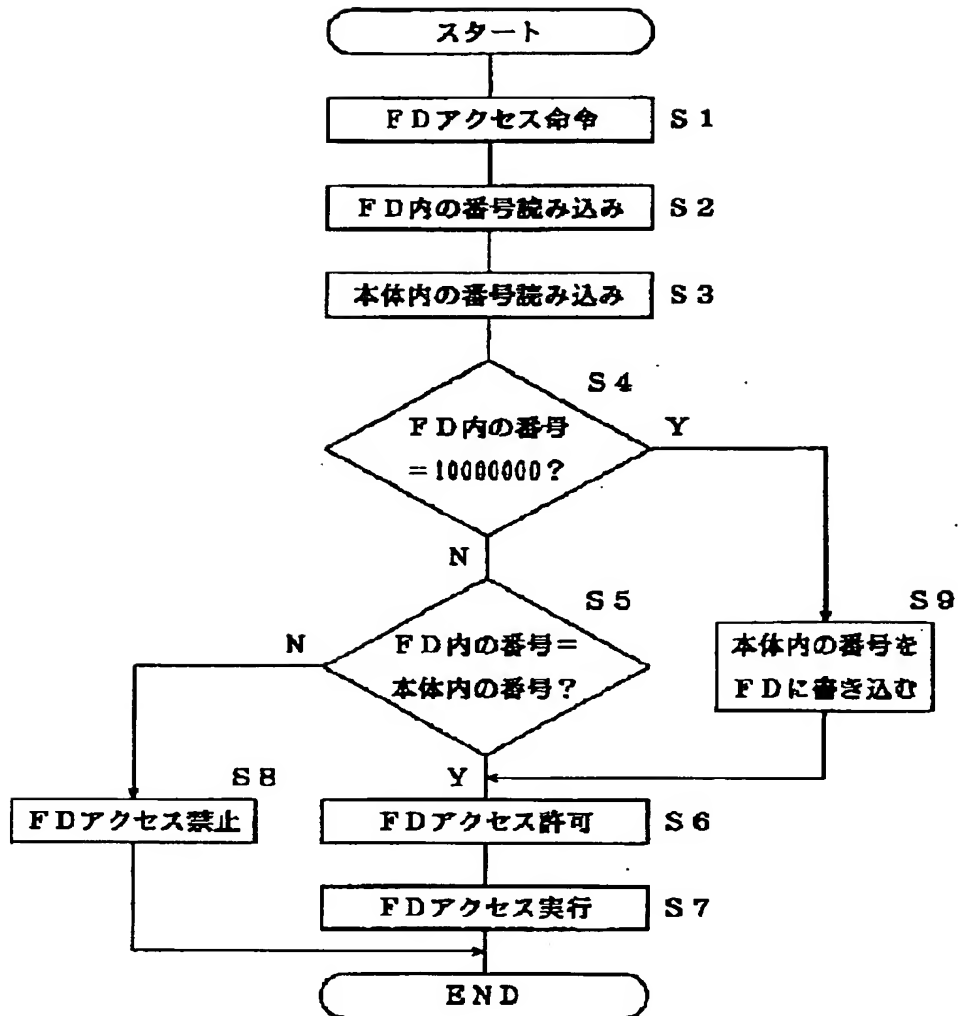 スタート
FDアクセス命令 S1
FD内の番号読み込み S2
本体内の番号読み込み S3
S4
FD内の番号
=10000000?
Y
N
S5
FD内の番号=
本体内の番号?
N
Y
S9
本体内の番号を
FDに書き込む
S8
FDアクセス禁止
FDアクセス許可 S6
FDアクセス実行 S7
END